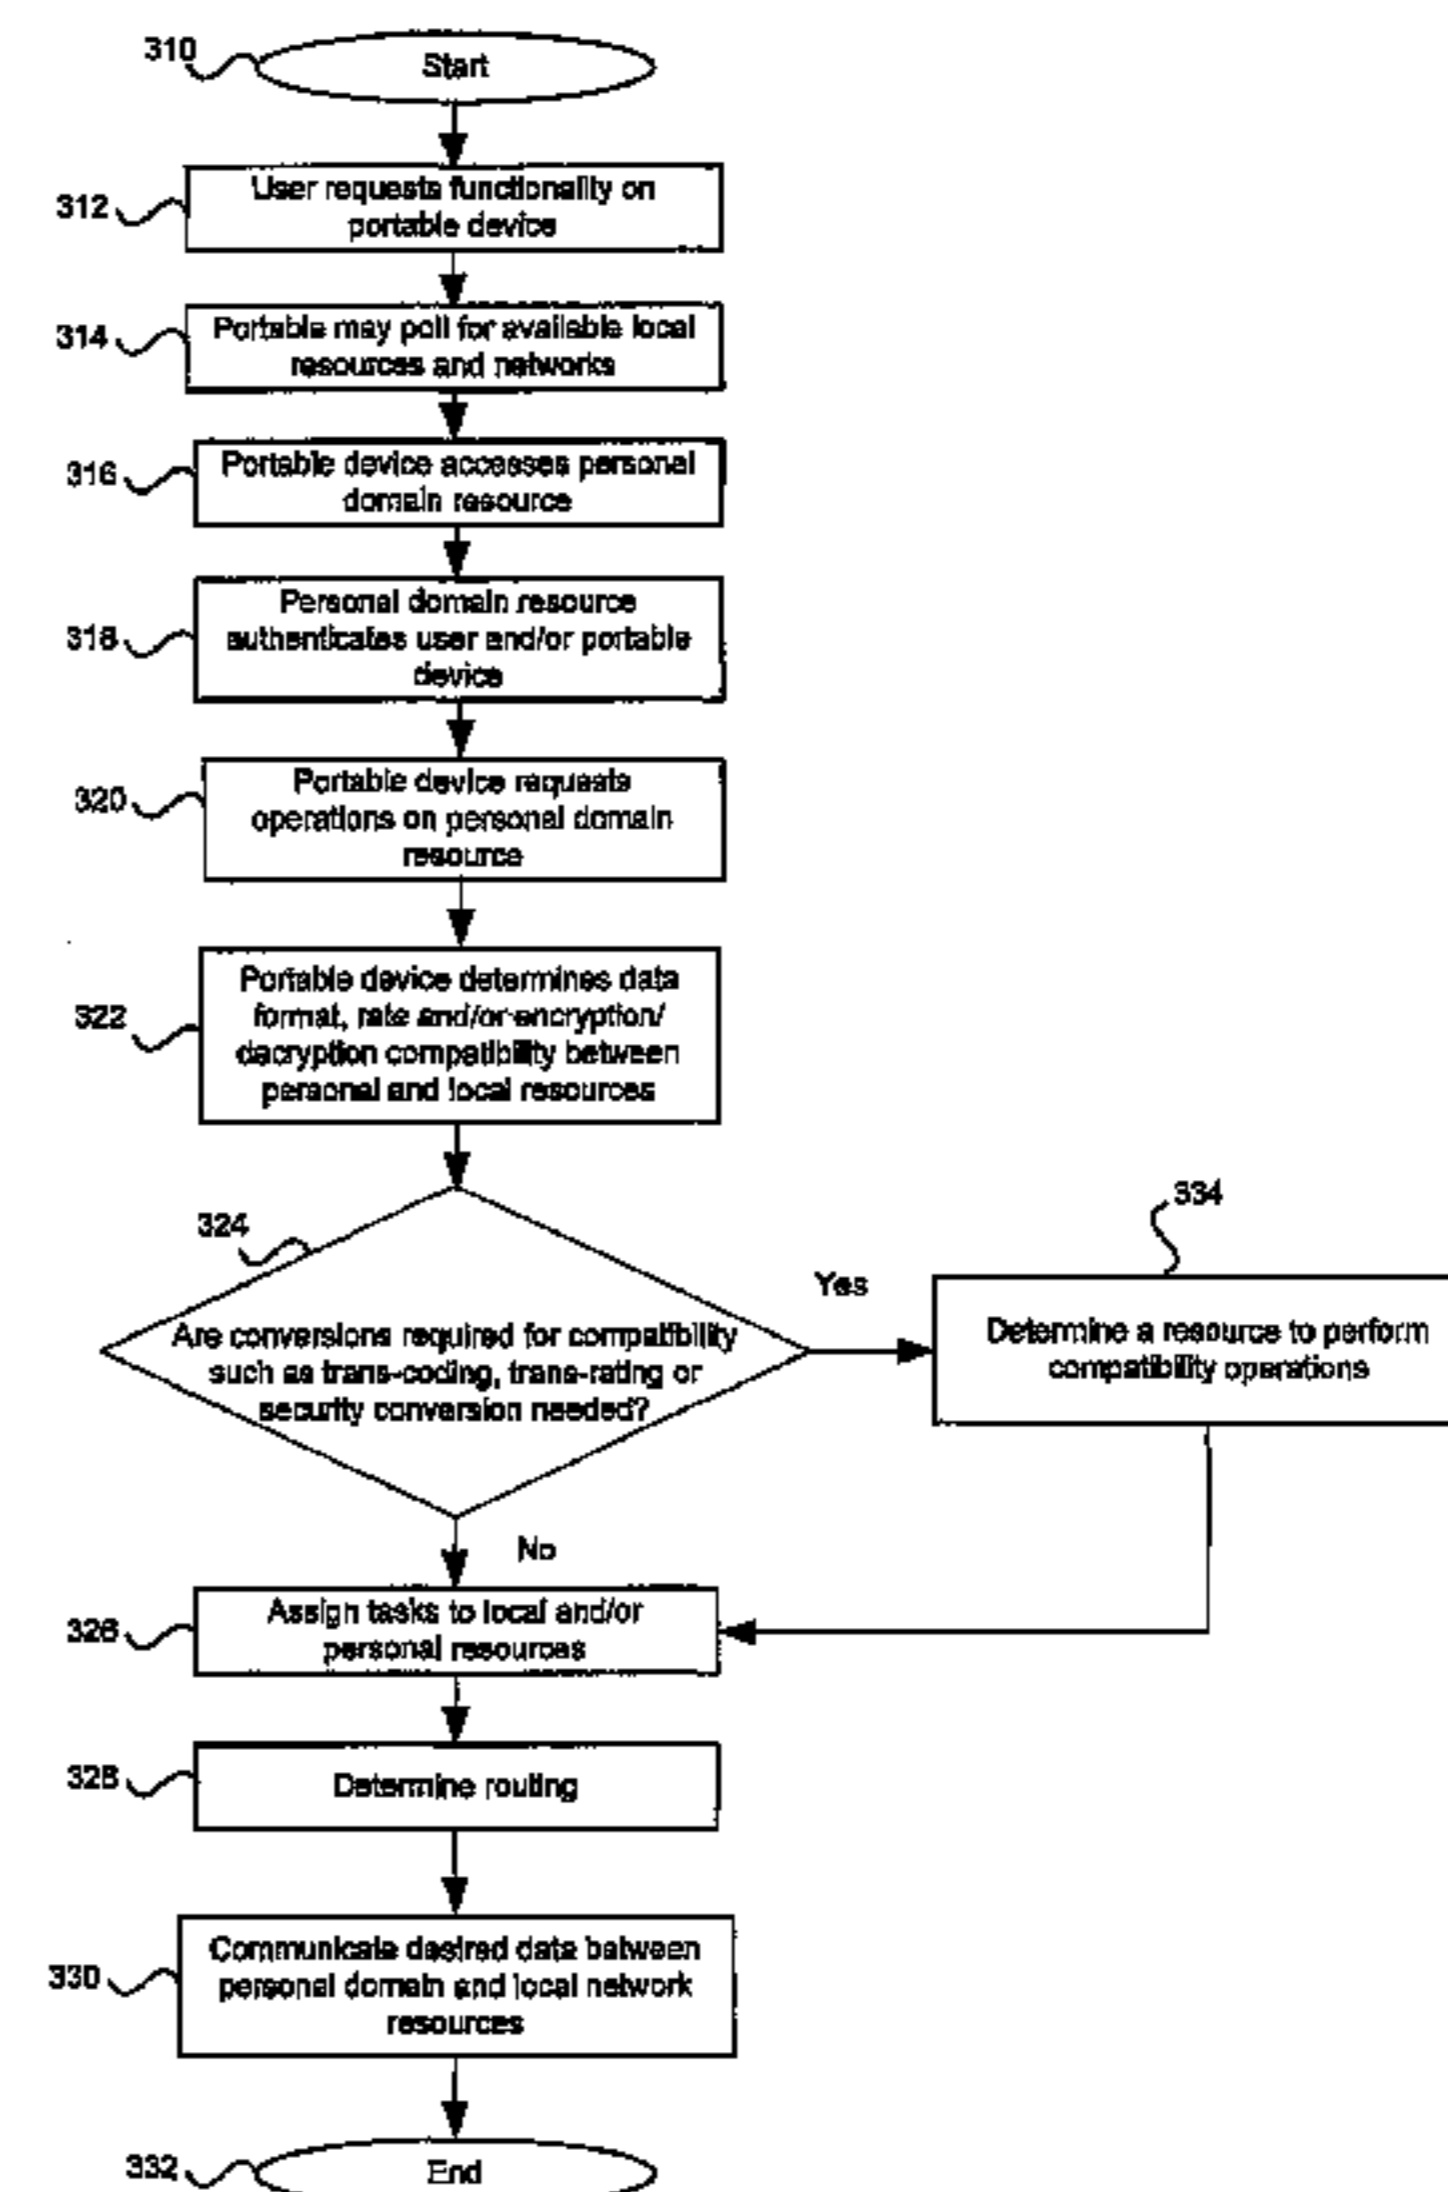 310
Start
312
User requests functionality on
portable device
314
Portable may poll for available local
resources and networks
316
Portable device accesses personal
domain resource
318
Personal domain resource
authenticates user and/or portable
device
320
Portable device requests
operations on personal domain
resource
322
Portable device determines data
format, rate and/or encryption/
decryption compatibility between
personal and local resources
324
334
Yes
Are conversions required for compatibility
such as trans-coding, trans-rating or
security conversion needed?
Determine a resource to perform
compatibility operations
No
326
Assign tasks to local and/or
personal resources
328
Determine routing
330
Communicate desired data between
personal domain and local network
resources
332
End